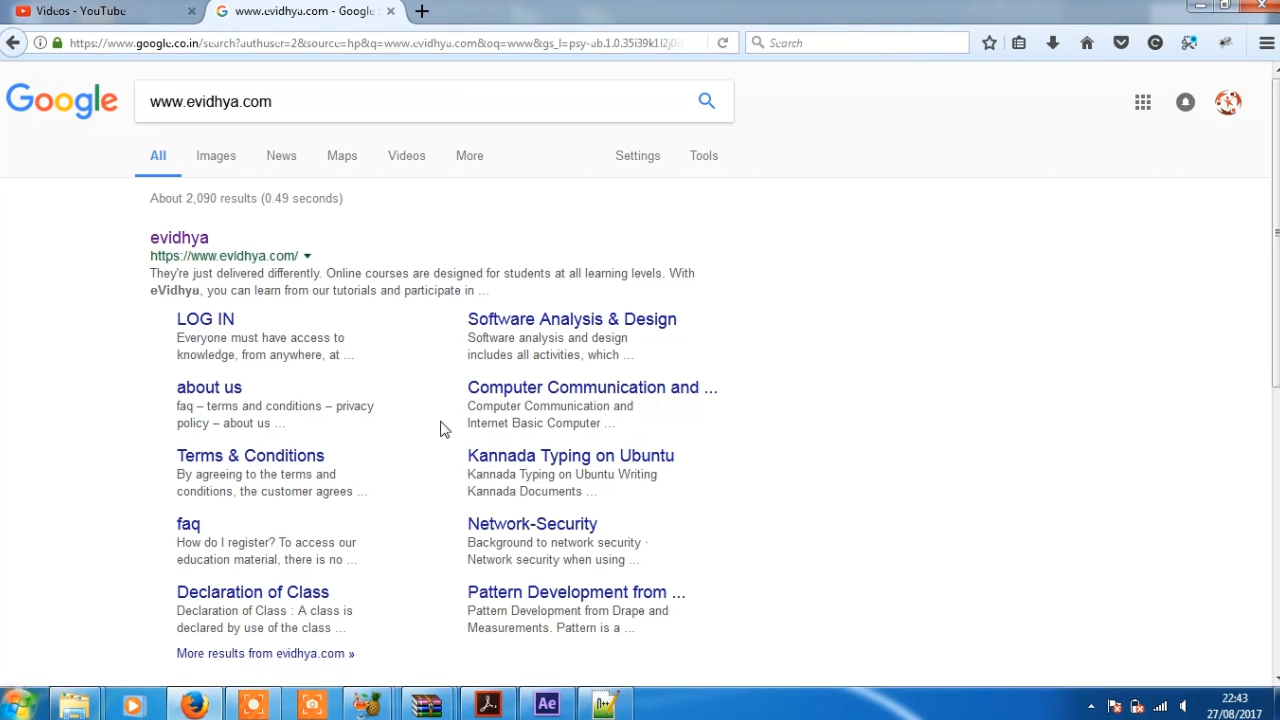 Videos - YouTube
www.evidhya.com - Google S
https://www.google.co.in/search?authuser=2&source=hp&q=www.evidhya.com&oq=www&gs_l=psy-ab.1.0.35i39k1l2j0i
Search
Google
www.evidhya.com
All Images News Maps Videos More Settings Tools
About 2,090 results (0.49 seconds)
evidhya
https://www.evidhya.com/
They're just delivered differently. Online courses are designed for students at all learning levels. With
eVidhya, you can learn from our tutorials and participate in ...
LOG IN
Everyone must have access to
knowledge, from anywhere, at ...
Software Analysis & Design
Software analysis and design
includes all activities, which ...
about us
faq – terms and conditions – privacy
policy – about us ...
Computer Communication and ...
Computer Communication and
Internet Basic Computer ...
Terms & Conditions
By agreeing to the terms and
conditions, the customer agrees ...
Kannada Typing on Ubuntu
Kannada Typing on Ubuntu Writing
Kannada Documents ...
faq
How do I register? To access our
education material, there is no ...
Network-Security
Background to network security ·
Network security when using ...
Declaration of Class
Declaration of Class : A class is
declared by use of the class ...
Pattern Development from ...
Pattern Development from Drape and
Measurements. Pattern is a ...
More results from evidhya.com »
Ae
22:43
27/08/2017